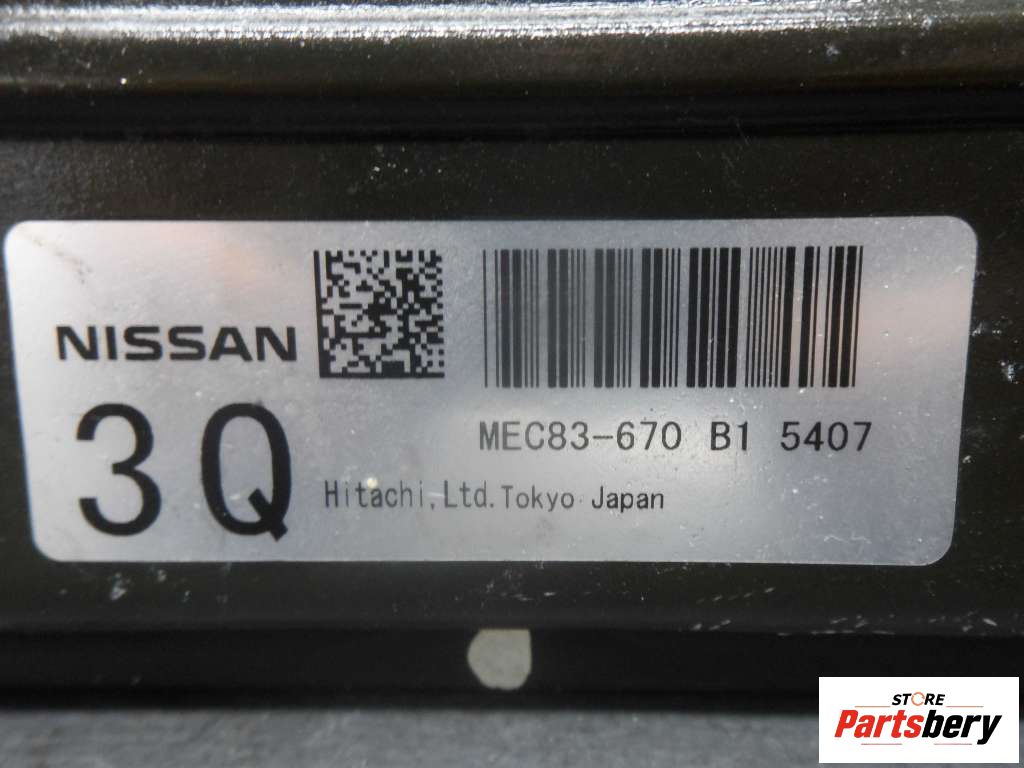 NISSAN
3Q
MEC83-670 B1 5407
Hitachi,Ltd.Tokyo Japan
STORE
Partsbery